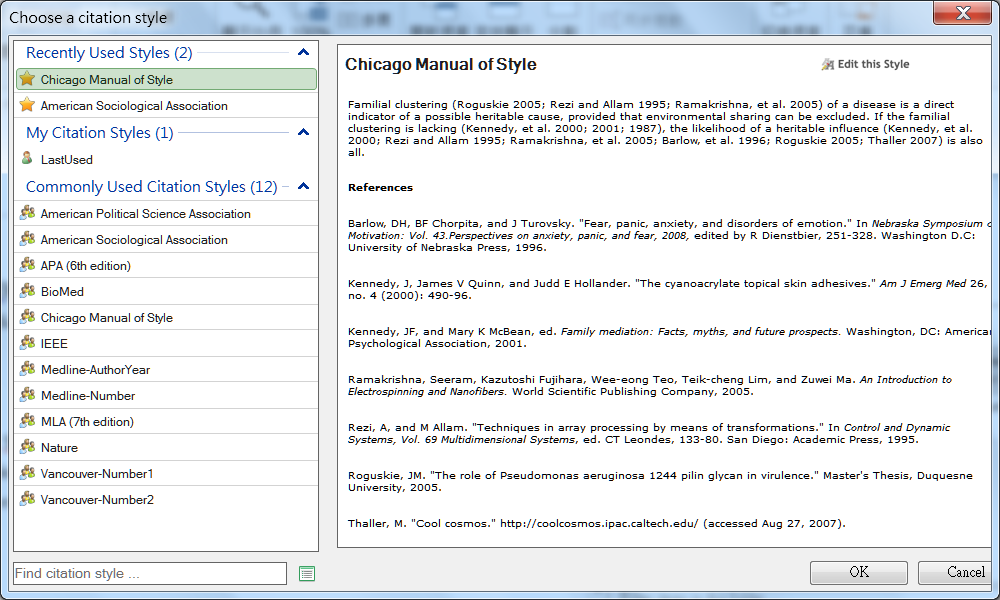 Choose a citation style
Recently Used Styles (2)
Chicago Manual of Style
American Sociological Association
My Citation Styles (1)
LastUsed
Commonly Used Citation Styles (12)
American Political Science Association
American Sociological Association
APA (6th edition)
BioMed
Chicago Manual of Style
IEEE
Medline-AuthorYear
Medline-Number
MLA (7th edition)
Nature
Vancouver-Number1
Vancouver-Number2
Find citation style ...
Chicago Manual of Style
Edit this Style
Familial clustering (Roguskie 2005; Rezi and Allam 1995; Ramakrishna, et al. 2005) of a disease is a direct
indicator of a possible heritable cause, provided that environmental sharing can be excluded. If the familial
clustering is lacking (Kennedy, et al. 2000; 2001; 1987), the likelihood of a heritable influence (Kennedy, et al.
2000; Rezi and Allam 1995; Ramakrishna, et al. 2005; Barlow, et al. 1996; Roguskie 2005; Thaller 2007) is also
all.
References
Barlow, DH, BF Chorpita, and J Turovsky. "Fear, panic, anxiety, and disorders of emotion." In Nebraska Symposium o
Motivation: Vol. 43.Perspectives on anxiety, panic, and fear, 2008, edited by R Dienstbier, 251-328. Washington D.C:
University of Nebraska Press, 1996.
Kennedy, J, James V Quinn, and Judd E Hollander. "The cyanoacrylate topical skin adhesives." Am J Emerg Med 26,
no. 4 (2000): 490-96.
Kennedy, JF, and Mary K McBean, ed. Family mediation: Facts, myths, and future prospects. Washington, DC: America
Psychological Association, 2001.
Ramakrishna, Seeram, Kazutoshi Fujihara, Wee-eong Teo, Teik-cheng Lim, and Zuwei Ma. An Introduction to
Electrospinning and Nanofibers. World Scientific Publishing Company, 2005.
Rezi, A, and M Allam. "Techniques in array processing by means of transformations." In Control and Dynamic
Systems, Vol. 69 Multidimensional Systems, ed. CT Leondes, 133-80. San Diego: Academic Press, 1995.
Roguskie, JM. "The role of Pseudomonas aeruginosa 1244 pilin glycan in virulence." Master's Thesis, Duquesne
University, 2005.
Thaller, M. "Cool cosmos." http://coolcosmos.ipac.caltech.edu/ (accessed Aug 27, 2007).
OK
Cancel